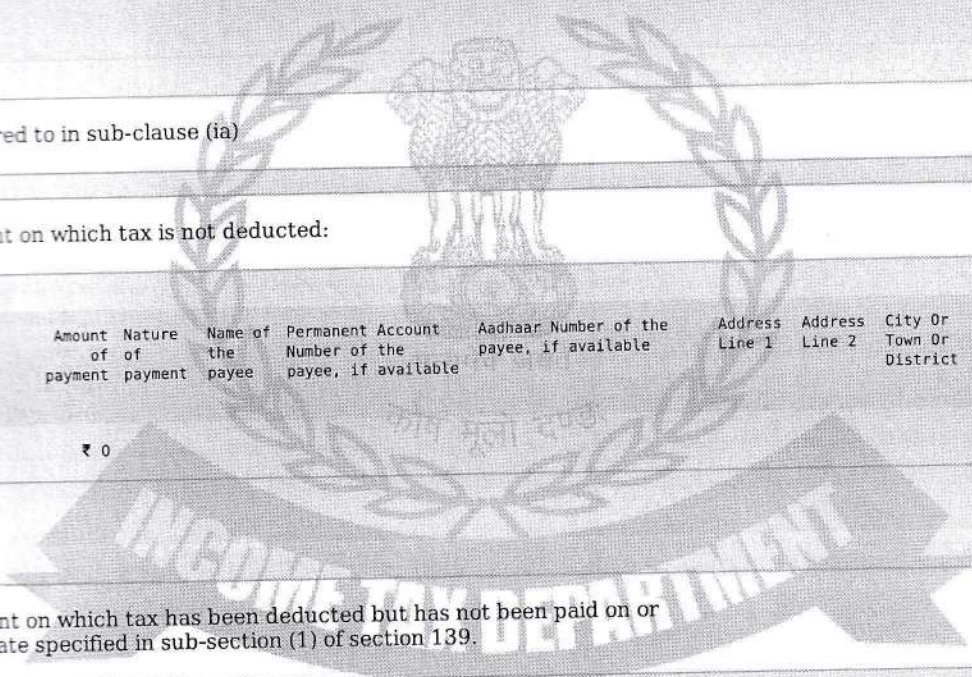 red to in sub-clause (ia)
nt on which tax is not deducted:
Amount of payment Nature of payment Name of the payee Permanent Account Number of the payee, if available Aadhaar Number of the payee, if available Address Line 1 Address Line 2 City Or Town Or District
₹ 0
कोष मूलो दण्डः
INCOME TAX DEPARTMENT
nt on which tax has been deducted but has not been paid on or
ate specified in sub-section (1) of section 139.